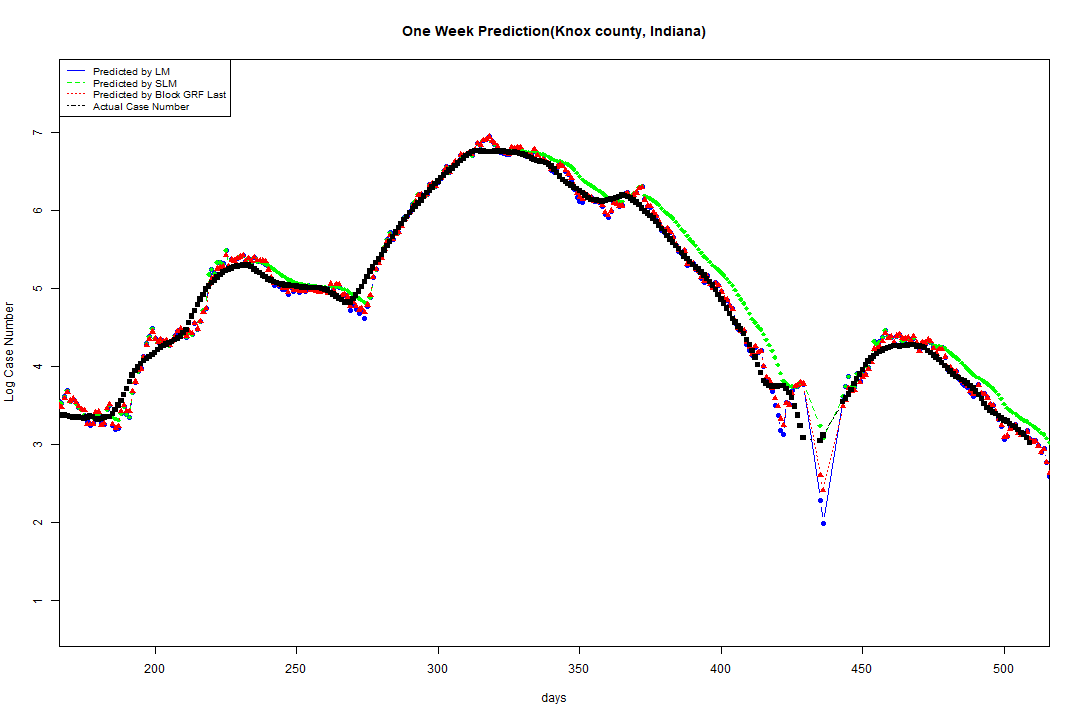 One Week Prediction(Knox county, Indiana)
Predicted by LM
Predicted by SLM
Predicted by Block GRF Last
Actual Case Number
Log Case Number
7
6
5
4
3
2
1
200 250 300 350 400 450 500
days